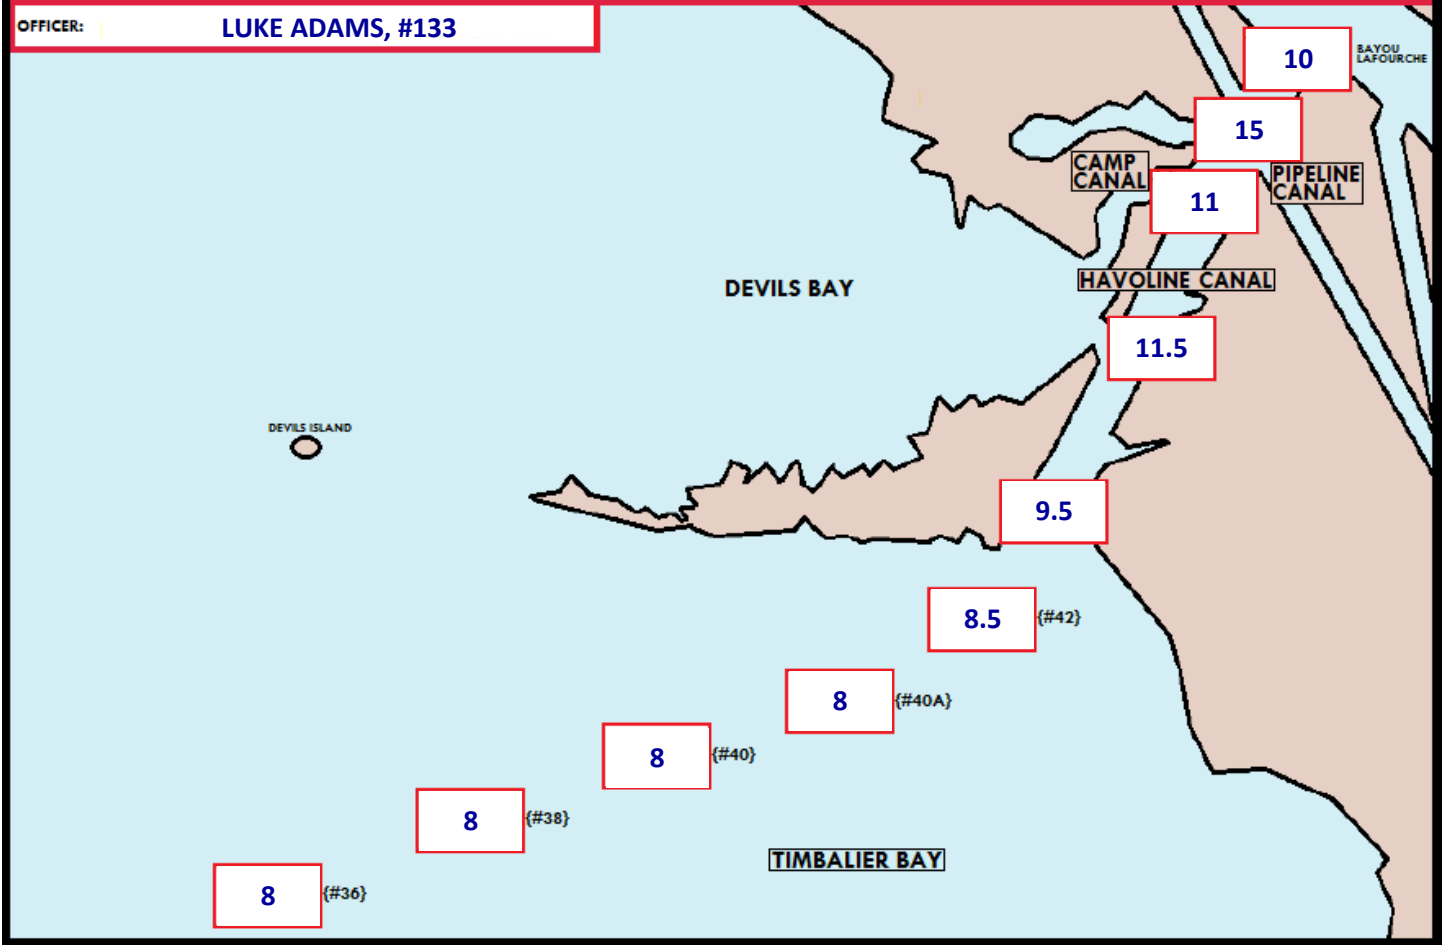 OFFICER: LUKE ADAMS, #133
10
BAYOU
LAFOURCHE
15
CAMP
CANAL
PIPELINE
CANAL
11
HAVOLINE CANAL
DEVILS BAY
11.5
DEVILS ISLAND
9.5
8.5 {#42}
8 {#40A}
8 {#40}
8 {#38}
TIMBALIER BAY
8 {#36}